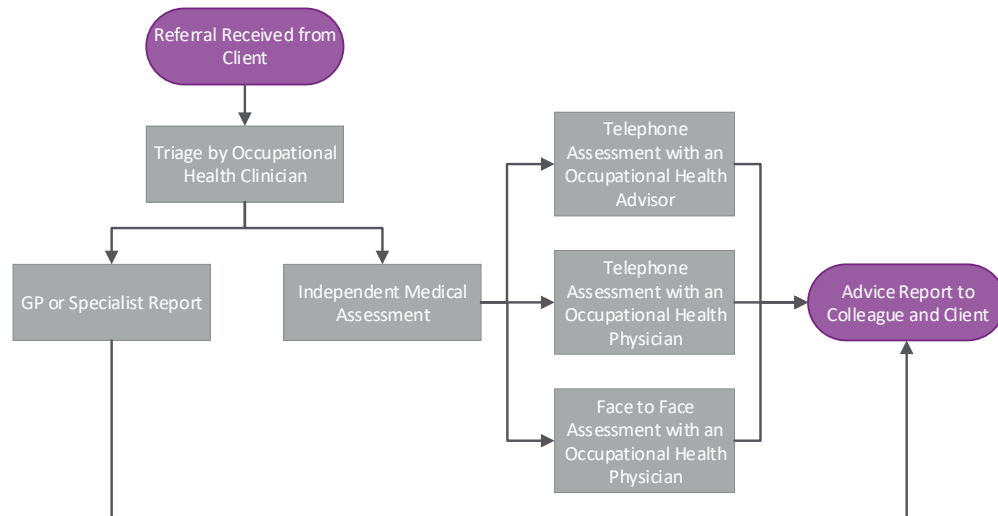 Referral Received from
Client
Triage by Occupational
Health Clinician
GP or Specialist Report
Independent Medical
Assessment
Telephone
Assessment with an
Occupational Health
Advisor
Telephone
Assessment with an
Occupational Health
Physician
Face to Face
Assessment with an
Occupational Health
Physician
Advice Report to
Colleague and Client